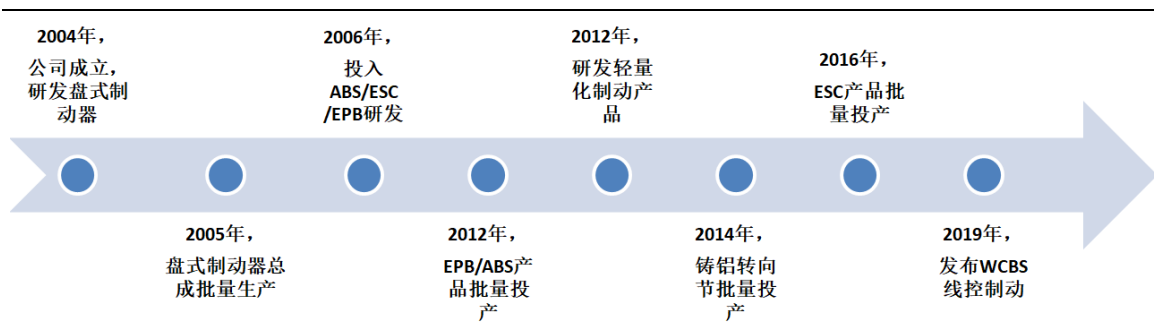 2004年，
公司成立，
研发盘式制
动器
2005年，
盘式制动器总
成批量生产
2006年，
投入
ABS/ESC
/EPB研发
2012年，
EPB/ABS产
品批量投
产
2012年，
研发轻量
化制动产
品
2014年，
铸铝转向
节批量投
产
2016年，
ESC产品批
量投产
2019年，
发布WCBS
线控制动